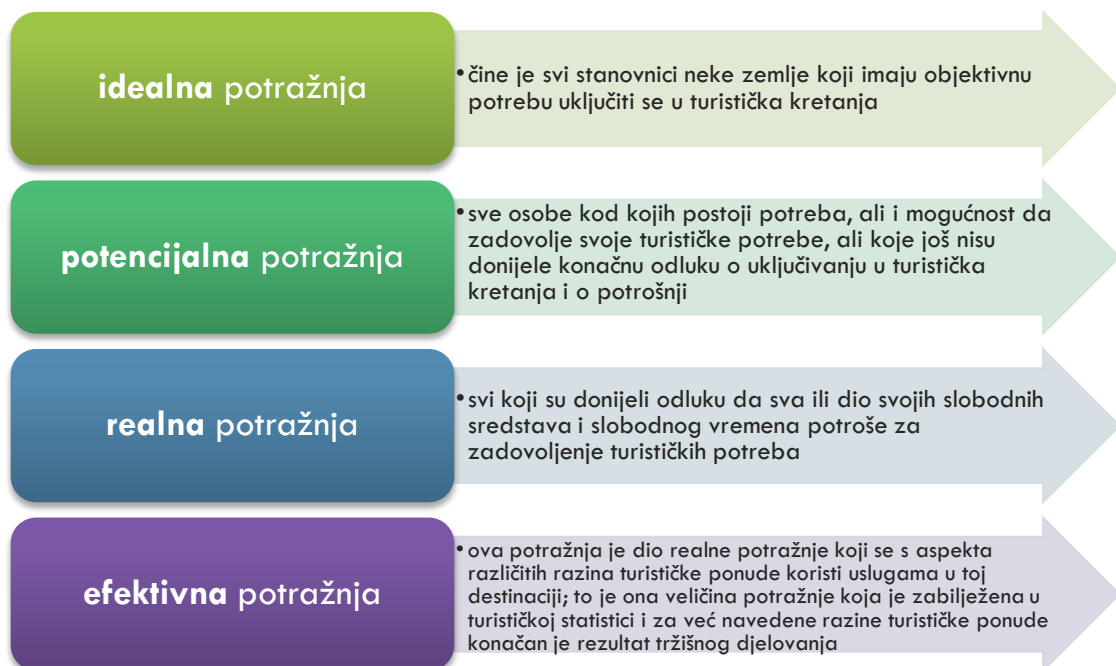 idealna potražnja
•čine je svi stanovnici neke zemlje koji imaju objektivnu
potrebu uključiti se u turistička kretanja
potencijalna potražnja
•sve osobe kod kojih postoji potreba, ali i mogućnost da
zadovolje svoje turističke potrebe, ali koje još nisu
donijele konačnu odluku o uključivanju u turistička
kretanja i o potrošnji
realna potražnja
•svi koji su donijeli odluku da sva ili dio svojih slobodnih
sredstava i slobodnog vremena potroše za
zadovoljenje turističkih potreba
efektivna potražnja
•ova potražnja je dio realne potražnje koji se s aspekta
različitih razina turističke ponude koristi uslugama u toj
destinaciji; to je ona veličina potražnje koja je zabilježena u
turističkoj statistici i za već navedene razine turističke ponude
konačan je rezultat tržišnog djelovanja